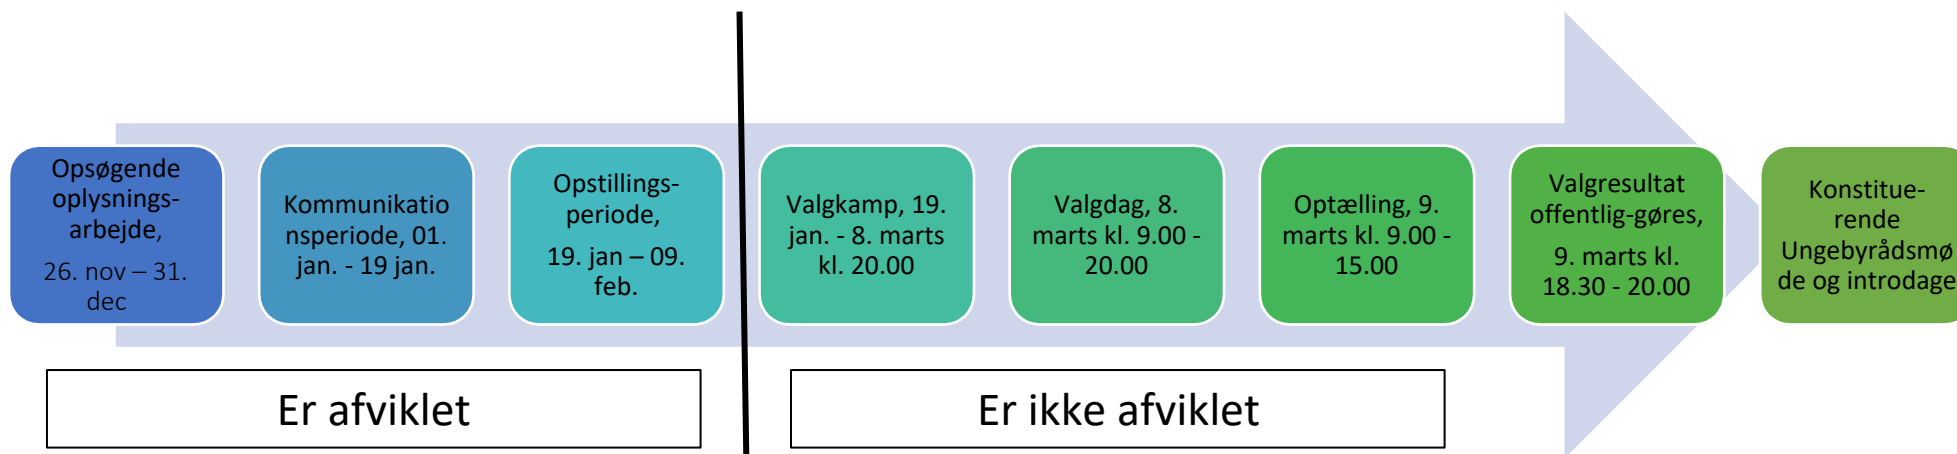 Opsøgende
oplysnings-
arbejde,
26. nov – 31.
dec
Kommunikatio
nsperiode, 01.
jan. - 19 jan.
Opstillings-
periode,
19. jan – 09.
feb.
Valgkamp, 19.
jan. - 8. marts
kl. 20.00
Valgdag, 8.
marts kl. 9.00 -
20.00
Optælling, 9.
marts kl. 9.00 -
15.00
Valgresultat
offentlig-gøres,
9. marts kl.
18.30 - 20.00
Konstitue-
rende
Ungebyrådsmø
de og introdage
Er afviklet
Er ikke afviklet